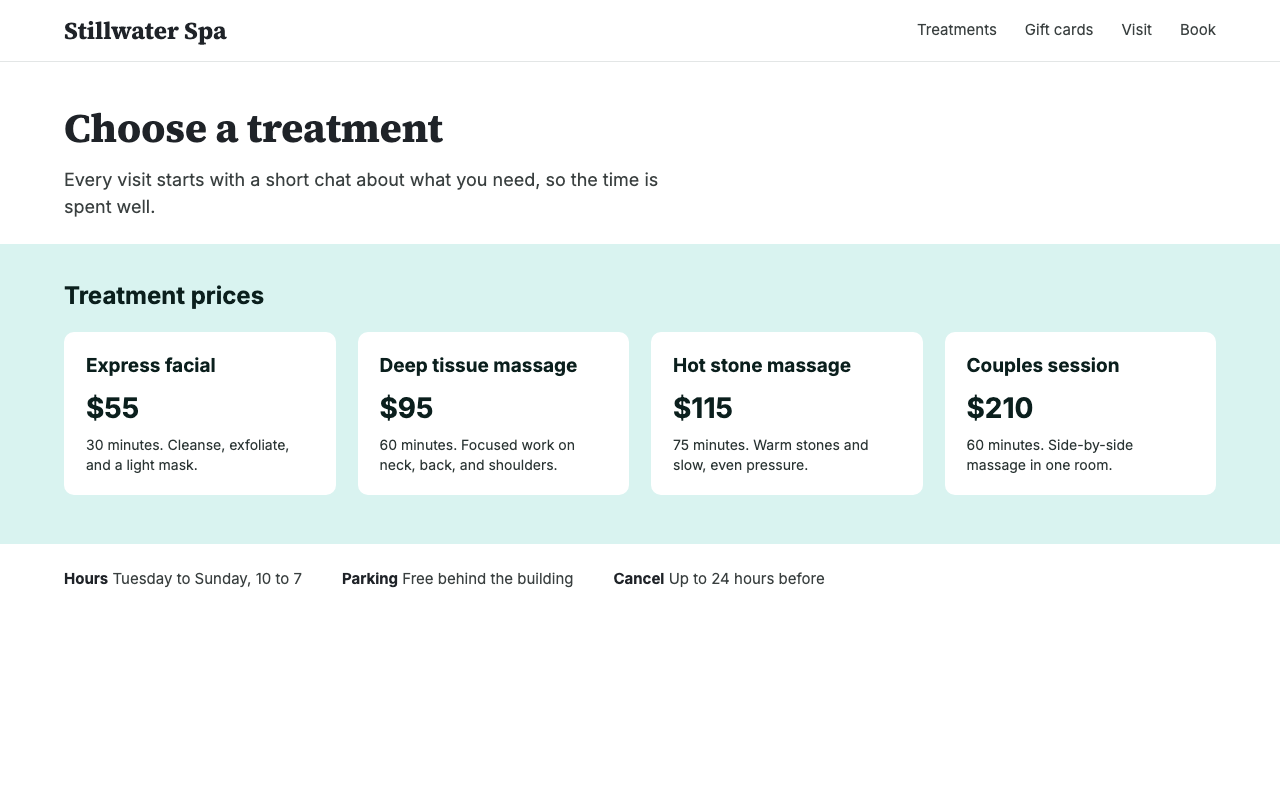 Stillwater Spa
Treatments
Gift cards
Visit
Book
Choose a treatment
Every visit starts with a short chat about what you need, so the time is
spent well.
Treatment prices
Express facial
$55
30 minutes. Cleanse, exfoliate,
and a light mask.
Deep tissue massage
$95
60 minutes. Focused work on
neck, back, and shoulders.
Hot stone massage
$115
75 minutes. Warm stones and
slow, even pressure.
Couples session
$210
60 minutes. Side-by-side
massage in one room.
Hours Tuesday to Sunday, 10 to 7
Parking Free behind the building
Cancel Up to 24 hours before